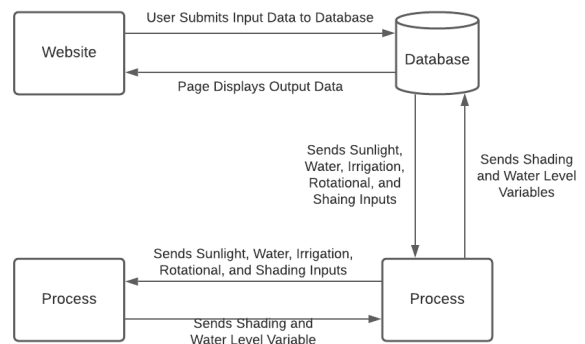 User Submits Input Data to Database
Website
Database
Page Displays Output Data
Sends Sunlight,
Water, Irrigation,
Rotational, and
Shaing Inputs
Sends Shading
and Water Level
Variables
Sends Sunlight, Water, Irrigation,
Rotational, and Shading Inputs
Process
Process
Sends Shading and
Water Level Variable